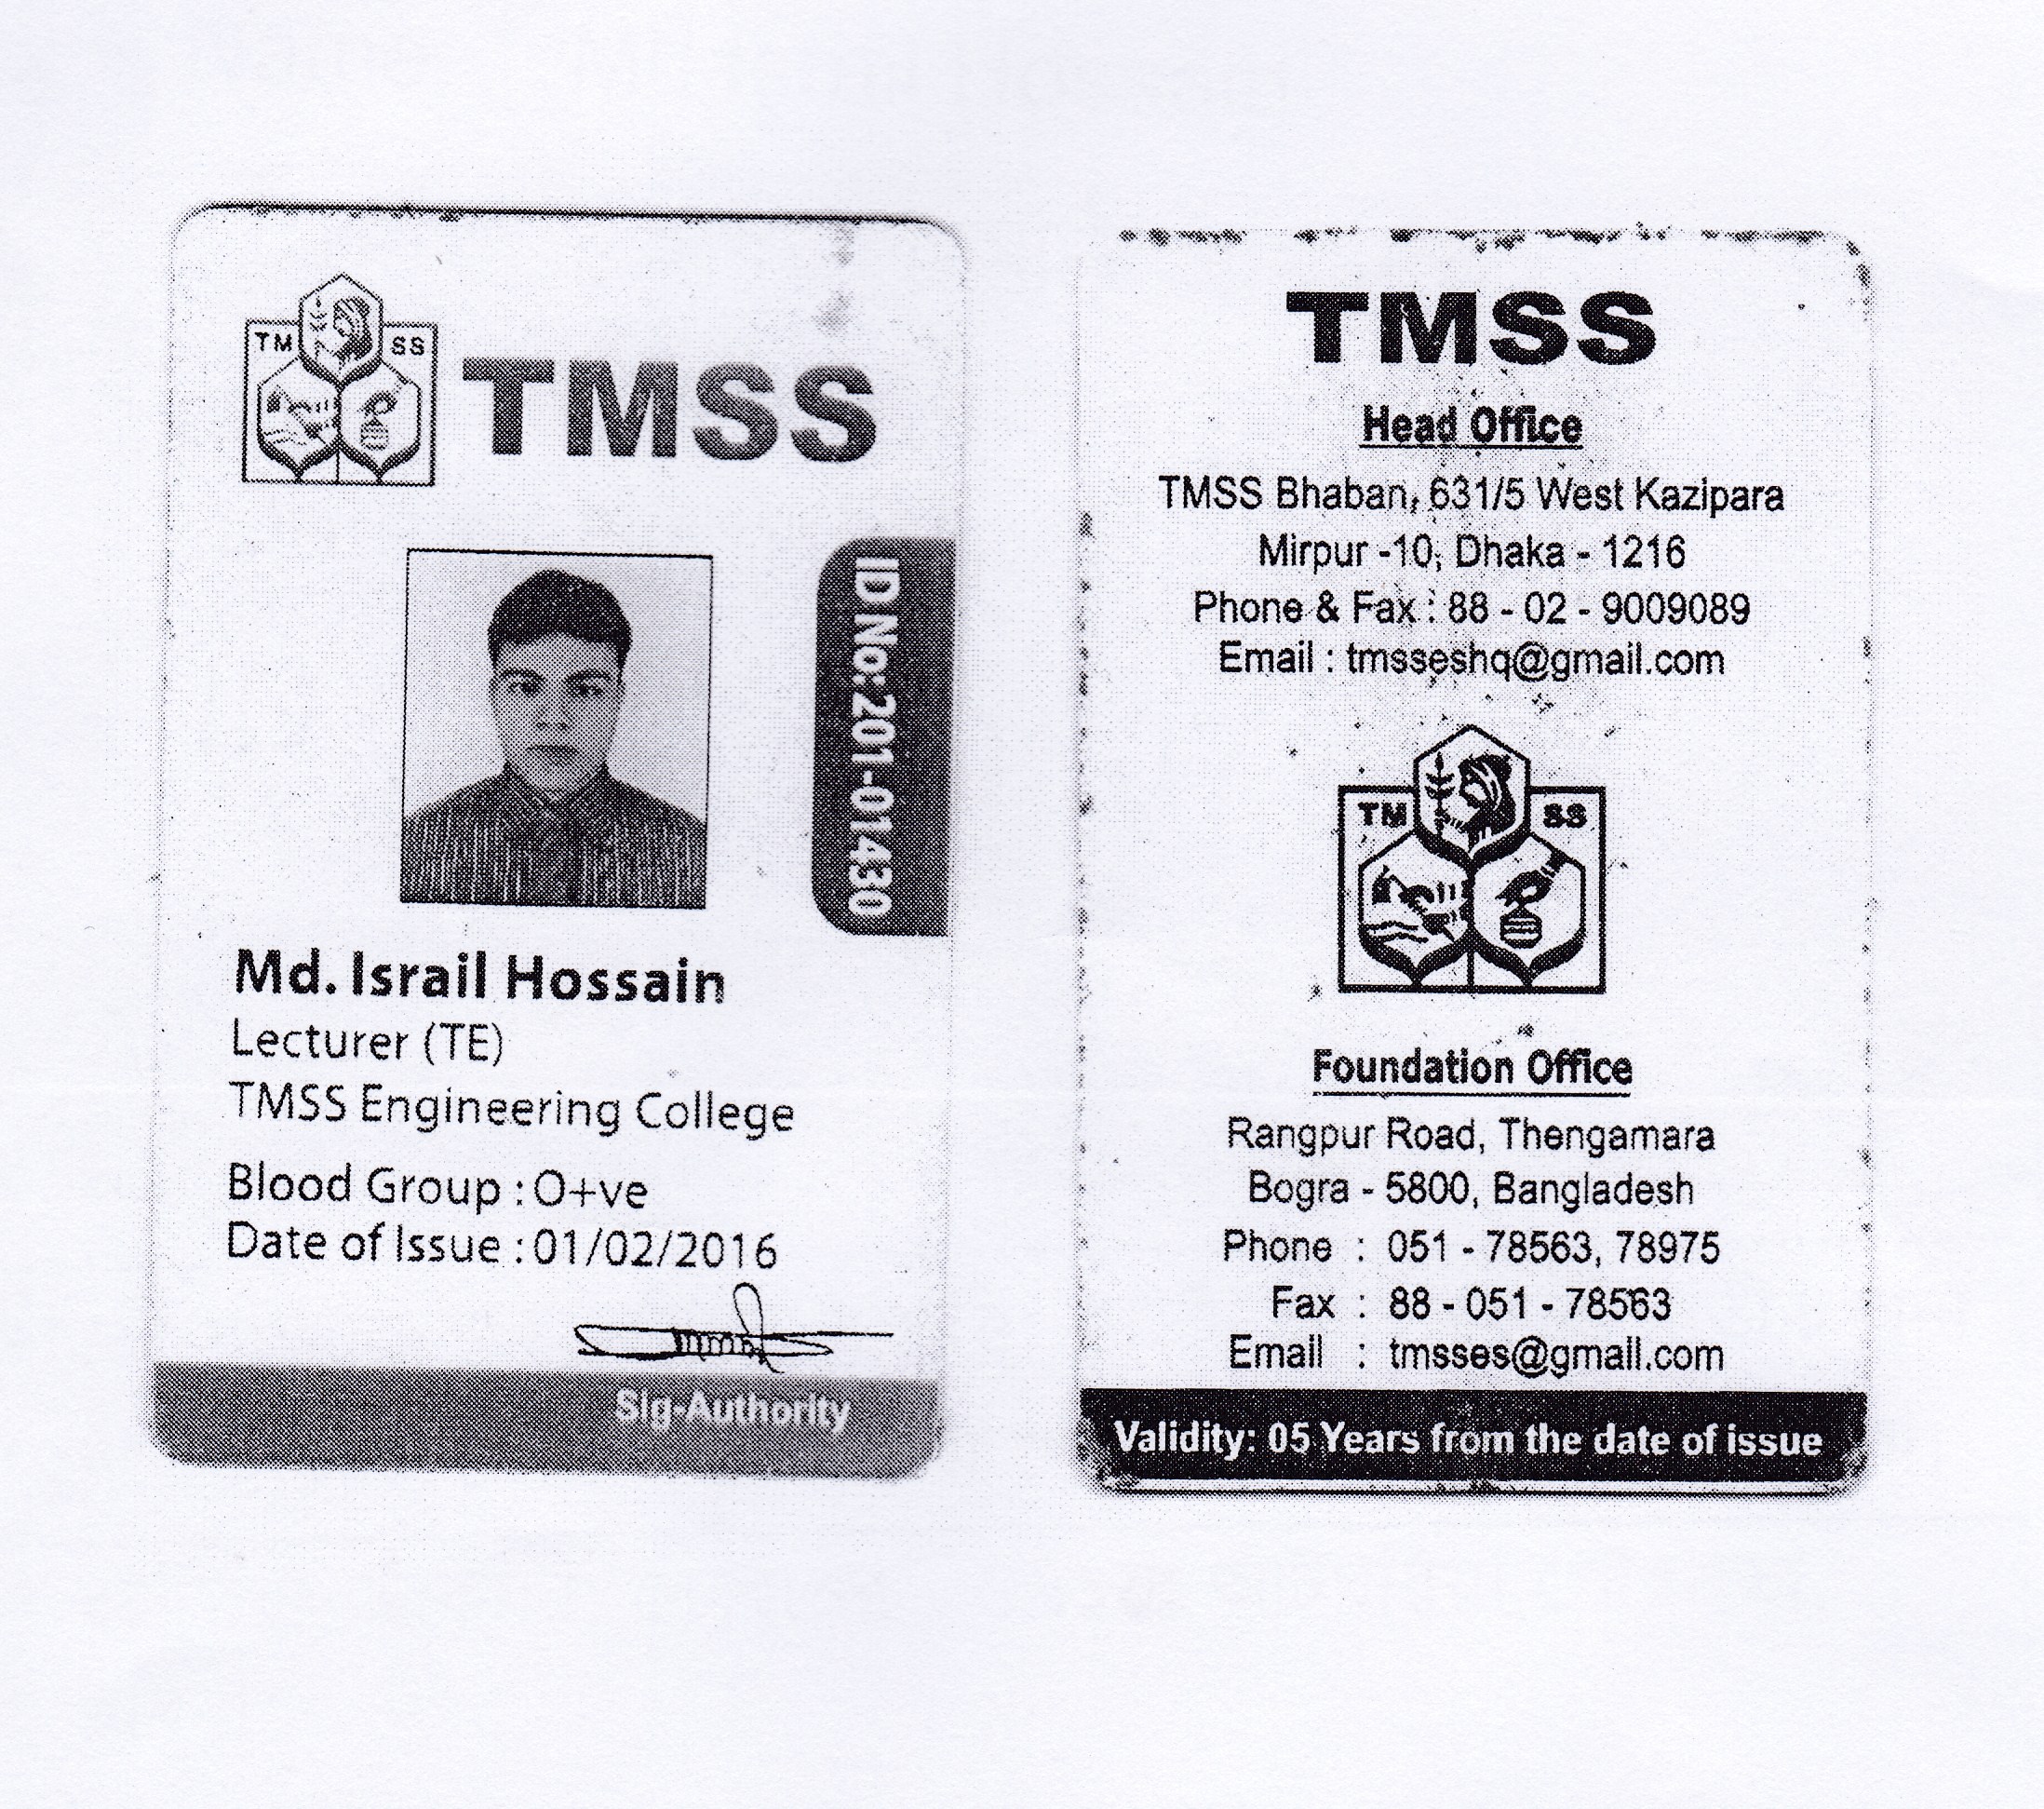 TM SS
TMSS
ID No: 201-01430
Md. Israil Hossain
Lecturer (TE)
TMSS Engineering College
Blood Group : O+ve
Date of Issue : 01/02/2016
Sig-Authority
TMSS
Head Office
TMSS Bhaban, 631/5 West Kazipara
Mirpur -10, Dhaka - 1216
Phone & Fax : 88 - 02 - 9009089
Email : tmsseshq@gmail.com
TM SS
Foundation Office
Rangpur Road, Thengamara
Bogra - 5800, Bangladesh
Phone : 051 - 78563, 78975
Fax : 88 - 051 - 78563
Email : tmsses@gmail.com
Validity: 05 Years from the date of issue